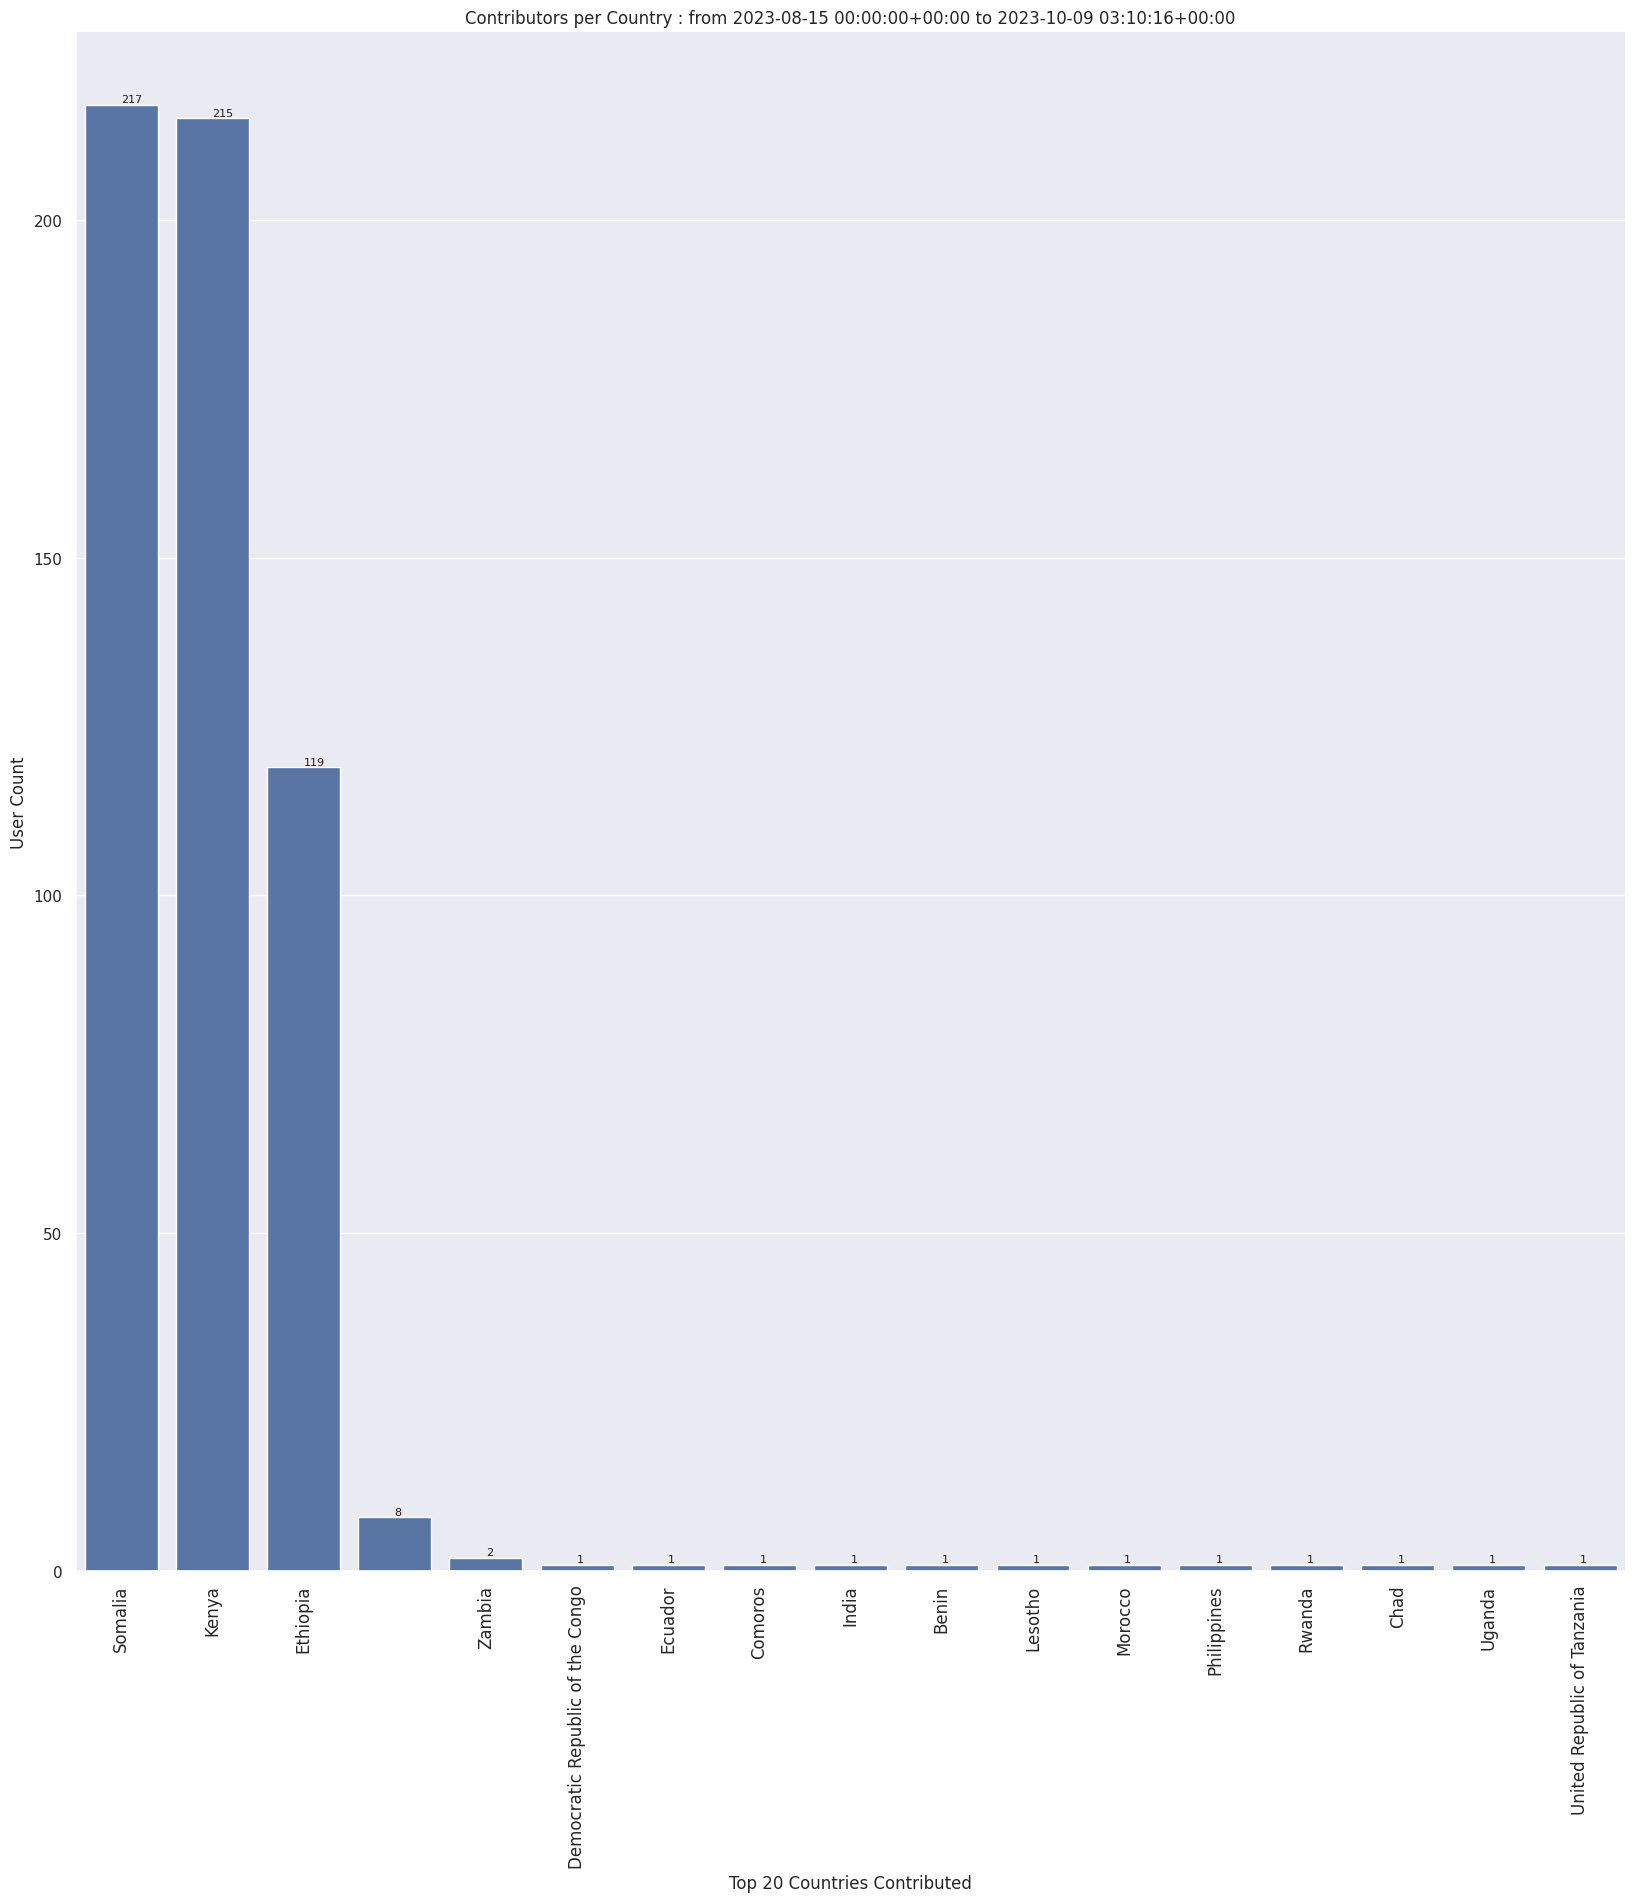 Contributors per Country : from 2023-08-15 00:00:00+00:00 to 2023-10-09 03:10:16+00:00
217
215
200
150
119
User Count
100
50
8
2
1
1
1
1
1
1
1
1
1
1
1
1
0
Somalia
Kenya
Ethiopia
Zambia
Democratic Republic of the Congo
Ecuador
Comoros
India
Benin
Lesotho
Morocco
Philippines
Rwanda
Chad
Uganda
United Republic of Tanzania
Top 20 Countries Contributed